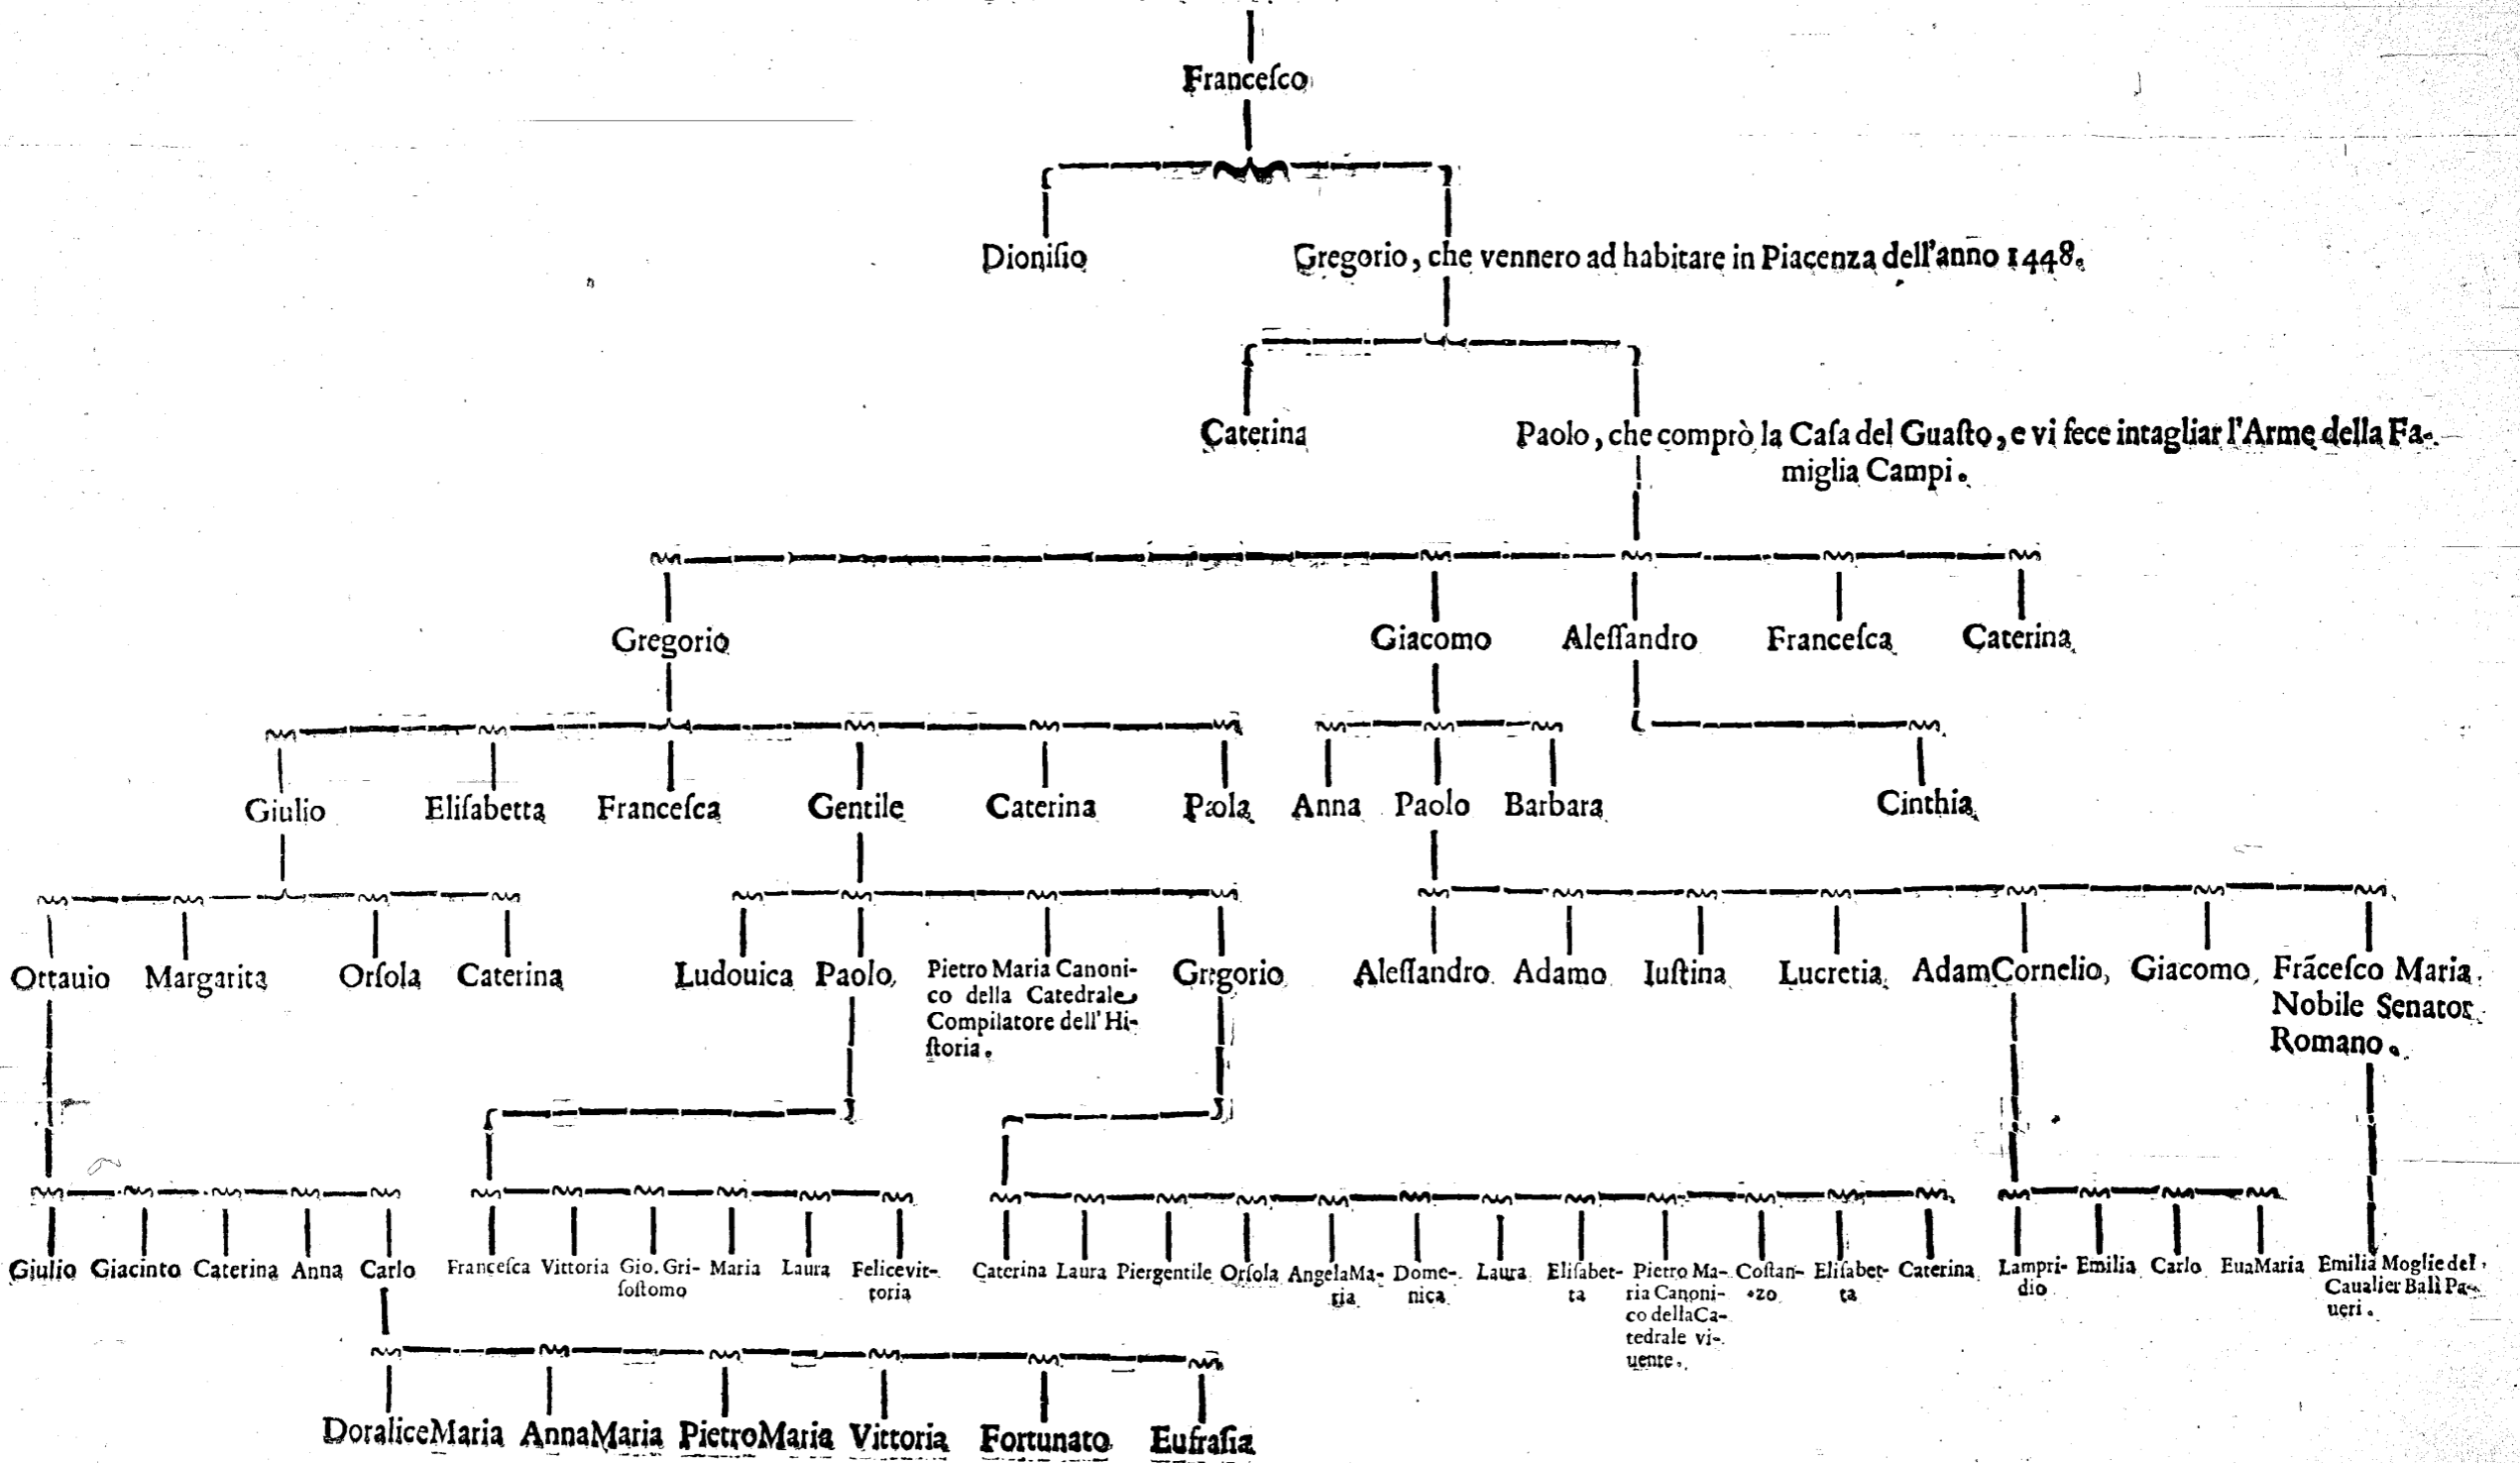 Franceſco
Dioniſio
Gregorio, che vennero ad habitare in Piacenza dell'anno 1448.
Caterina
Paolo, che comprò la Caſa del Guaſto, e vi fece intagliar l'Arme della Fa-
miglia Campi.
Gregorio
Giacomo
Aleſſandro
Franceſca
Caterina
Giulio
Eliſabetta
Franceſca
Gentile
Caterina
Paola
Anna
Paolo
Barbara
Cinthia
Ottauio
Margarita
Orſola
Caterina
Ludouica
Paolo,
Pietro Maria Canoni-
co della Catedrale
Compilatore dell'Hi-
ſtoria.
Gregorio
Aleſſandro
Adamo
Iuſtina
Lucretia
AdamCornelio,
Giacomo,
Frãceſco Maria
Nobile Senator
Romano.
Giulio
Giacinto
Caterina
Anna
Carlo
Franceſca
Vittoria
Gio. Gri-
ſoſtomo
Maria
Laura
Felicevit-
toria
Caterina
Laura
Piergentile
Orſola
AngelaMa-
ria
Dome-
nica
Laura
Eliſabet-
ta
Pietro Ma-
ria Canoni-
co dellaCa-
tedrale vi-
uente.
Coſtan-
zo
Eliſabet-
ta
Caterina
Lampri-
dio
Emilia
Carlo
EuaMaria
Emilia Moglie del
Caualier Balì Pa-
ueri.
DoraliceMaria
AnnaMaria
PietroMaria
Vittoria
Fortunato
Eufraſia